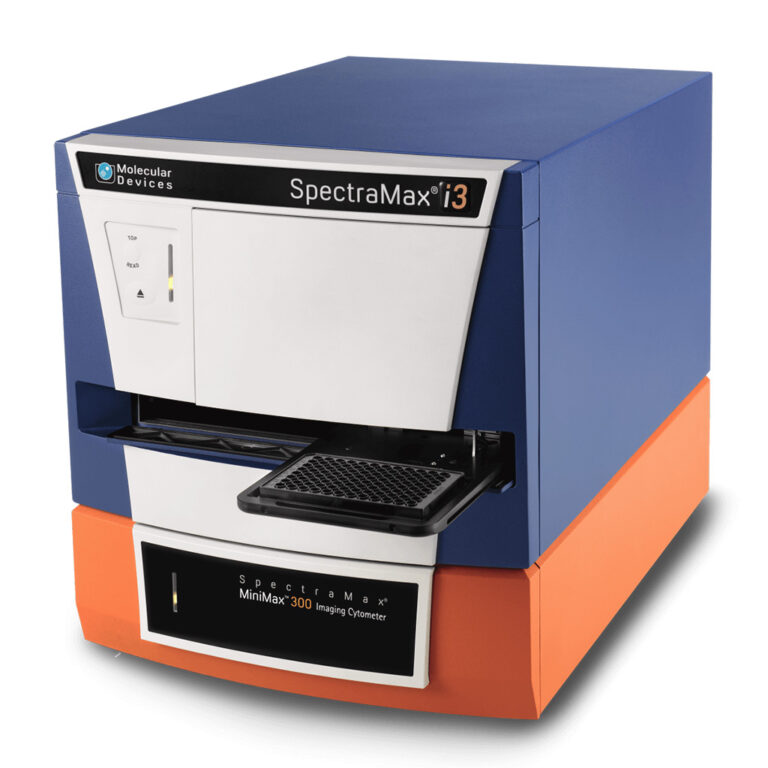 Molecular
Devices
SpectraMax® i3
TOP
READ
SpectraMax®
MiniMax™ 300 Imaging Cytometer